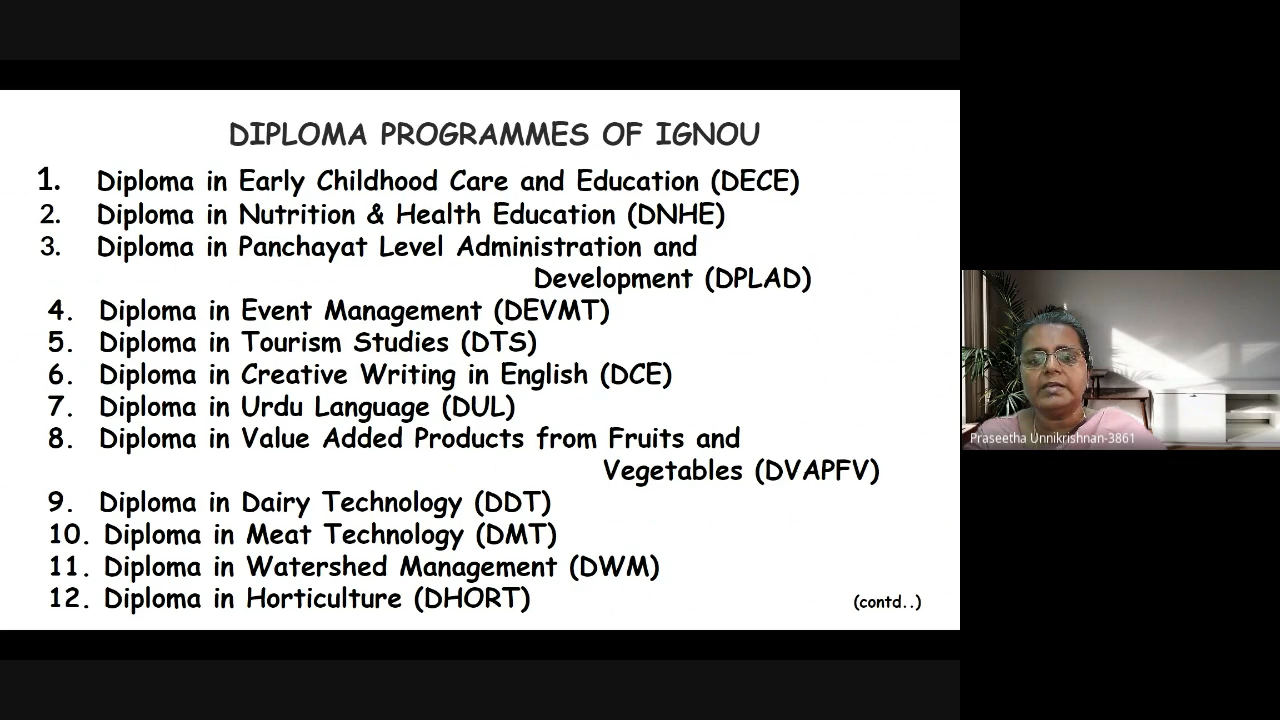 DIPLOMA PROGRAMMES OF IGNOU
1. Diploma in Early Childhood Care and Education (DECE)
2. Diploma in Nutrition & Health Education (DNHE)
3. Diploma in Panchayat Level Administration and
Development (DPLAD)
4. Diploma in Event Management (DEVMT)
5. Diploma in Tourism Studies (DTS)
6. Diploma in Creative Writing in English (DCE)
7. Diploma in Urdu Language (DUL)
8. Diploma in Value Added Products from Fruits and
Vegetables (DVAPFV)
9. Diploma in Dairy Technology (DDT)
10. Diploma in Meat Technology (DMT)
11. Diploma in Watershed Management (DWM)
12. Diploma in Horticulture (DHORT)
(contd..)
Praseetha Unnikrishnan-3861